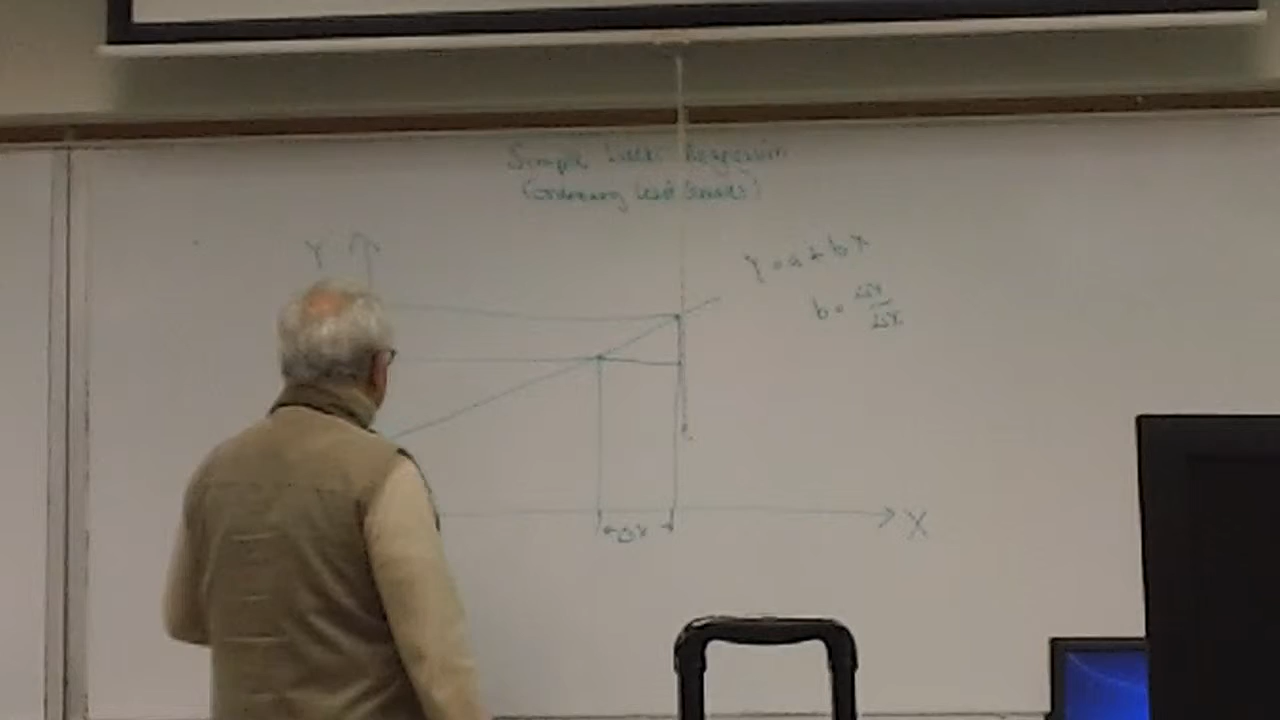 Simple Linear Regression
(Ordinary Least Squares)
Y
Y = a ± bX
b = ΔY
ΔX
ΔX
X